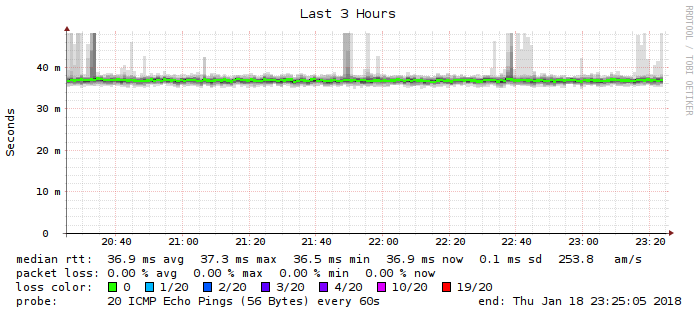 Last 3 Hours
RRDTOOL / TOBI OETIKER
Seconds
40 m
30 m
20 m
10 m
0
20:40 21:00 21:20 21:40 22:00 22:20 22:40 23:00 23:20
median rtt: 36.9 ms avg 37.3 ms max 36.5 ms min 36.9 ms now 0.1 ms sd 253.8 am/s
packet loss: 0.00 % avg 0.00 % max 0.00 % min 0.00 % now
loss color: 0 1/20 2/20 3/20 4/20 10/20 19/20
probe: 20 ICMP Echo Pings (56 Bytes) every 60s end: Thu Jan 18 23:25:05 2018